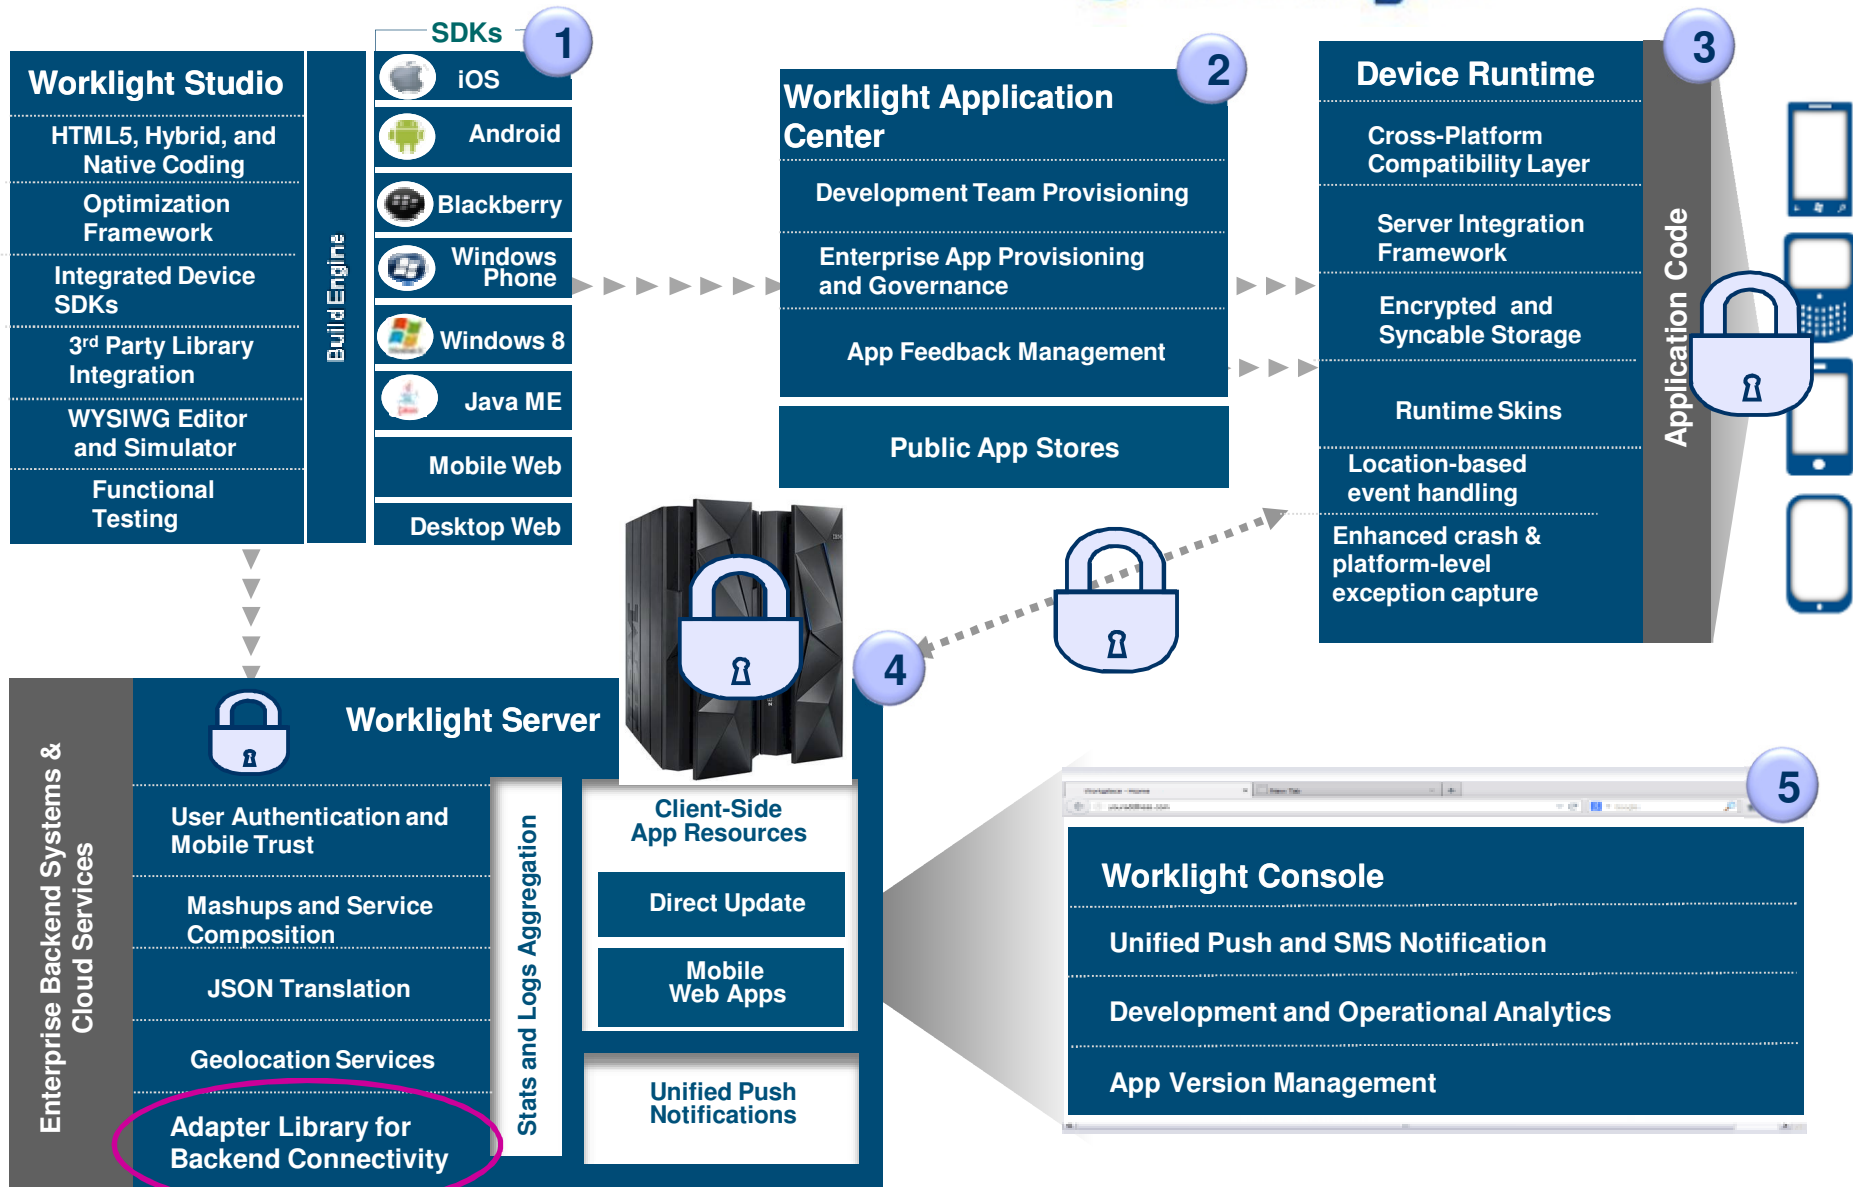 SDKs
1
Worklight Studio
HTML5, Hybrid, and
Native Coding
Optimization
Framework
Integrated Device
SDKs
3rd Party Library
Integration
WYSIWG Editor
and Simulator
Functional
Testing
Build Engine
iOS
Android
Blackberry
Windows
Phone
Windows 8
Java ME
Mobile Web
Desktop Web
2
Worklight Application
Center
Development Team Provisioning
Enterprise App Provisioning
and Governance
App Feedback Management
Public App Stores
3
Device Runtime
Cross-Platform
Compatibility Layer
Server Integration
Framework
Encrypted and
Syncable Storage
Runtime Skins
Location-based
event handling
Enhanced crash &
platform-level
exception capture
Application Code
4
Enterprise Backend Systems &
Cloud Services
Worklight Server
User Authentication and
Mobile Trust
Mashups and Service
Composition
JSON Translation
Geolocation Services
Adapter Library for
Backend Connectivity
Stats and Logs Aggregation
Client-Side
App Resources
Direct Update
Mobile
Web Apps
Unified Push
Notifications
5
New Tab
Worklight Console
Unified Push and SMS Notification
Development and Operational Analytics
App Version Management